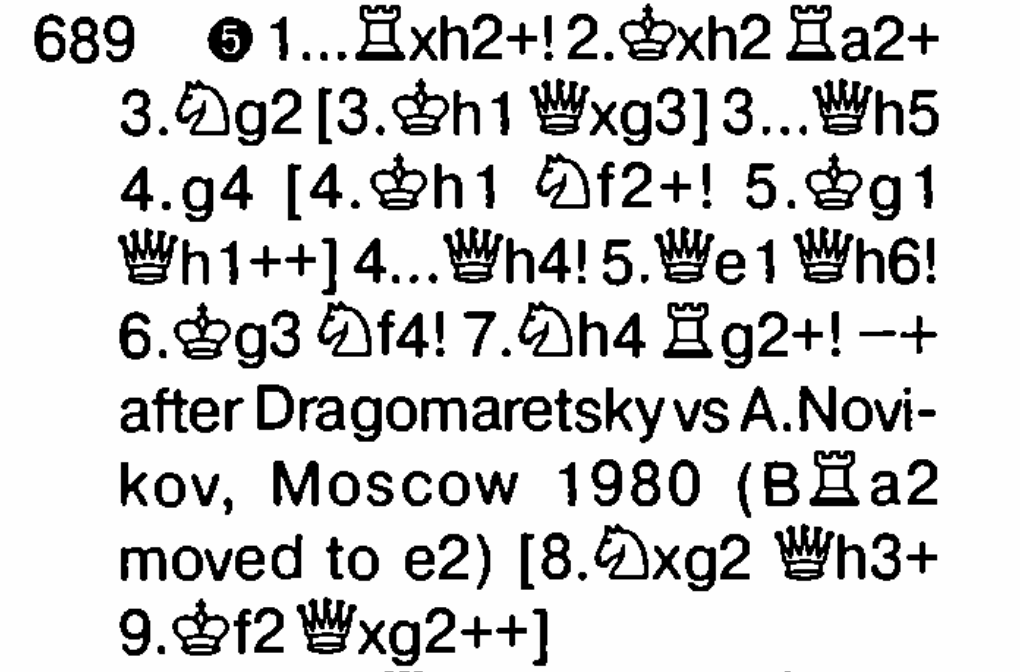 689 ❺ 1...♖xh2+! 2.♔xh2 ♖a2+
3.♘g2 [3.♔h1 ♕xg3] 3...♕h5
4.g4 [4.♔h1 ♘f2+! 5.♔g1
♕h1++] 4...♕h4! 5.♕e1 ♕h6!
6.♔g3 ♘f4! 7.♘h4 ♖g2+! –+
after Dragomaretsky vs A.Novi-
kov, Moscow 1980 (B♖a2
moved to e2) [8.♘xg2 ♕h3+
9.♔f2 ♕xg2++]